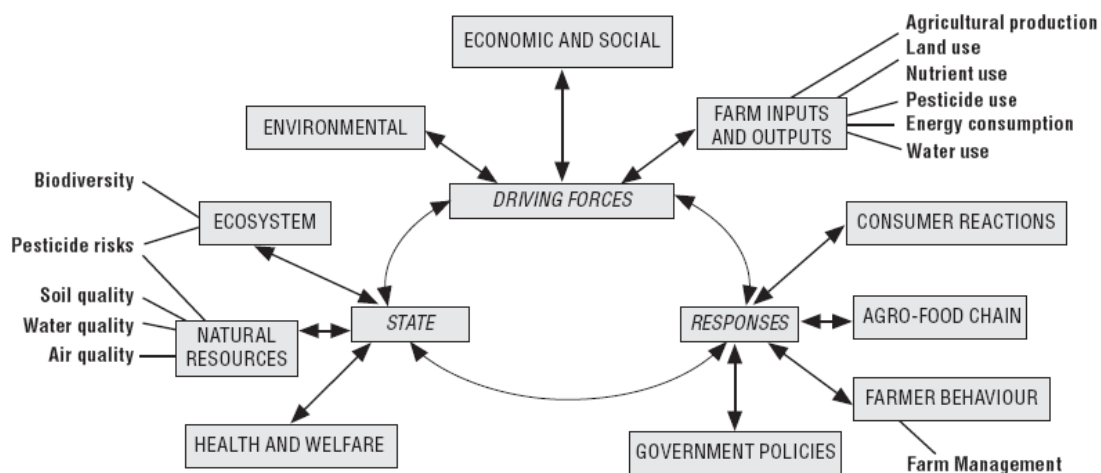 ECONOMIC AND SOCIAL
Agricultural production
Land use
Nutrient use
Pesticide use
Energy consumption
Water use
FARM INPUTS
AND OUTPUTS
ENVIRONMENTAL
DRIVING FORCES
Biodiversity
ECOSYSTEM
Pesticide risks
CONSUMER REACTIONS
Soil quality
Water quality
Air quality
NATURAL
RESOURCES
STATE
RESPONSES
AGRO-FOOD CHAIN
FARMER BEHAVIOUR
HEALTH AND WELFARE
GOVERNMENT POLICIES
Farm Management